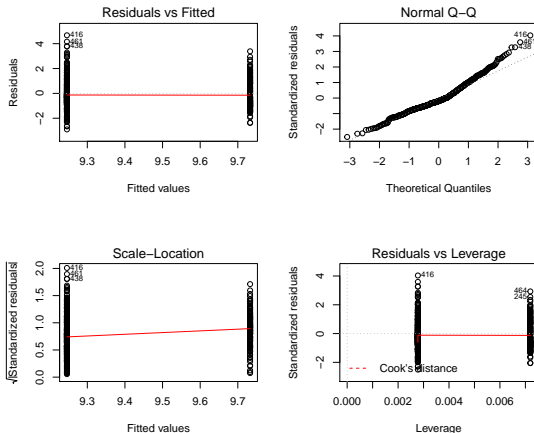 Residuals vs Fitted
Residuals
4
2
0
−2
416
461
438
9.3 9.4 9.5 9.6 9.7
Fitted values
Normal Q−Q
Standardized residuals
4
3
2
1
0
−2
416
461
438
−3 −2 −1 0 1 2 3
Theoretical Quantiles
Scale−Location
√|Standardized residuals|
2.0
1.5
1.0
0.5
0.0
416
461
438
9.3 9.4 9.5 9.6 9.7
Fitted values
Residuals vs Leverage
Standardized residuals
4
2
0
−2
416
464
245
Cook's distance
0.000 0.002 0.004 0.006
Leverage